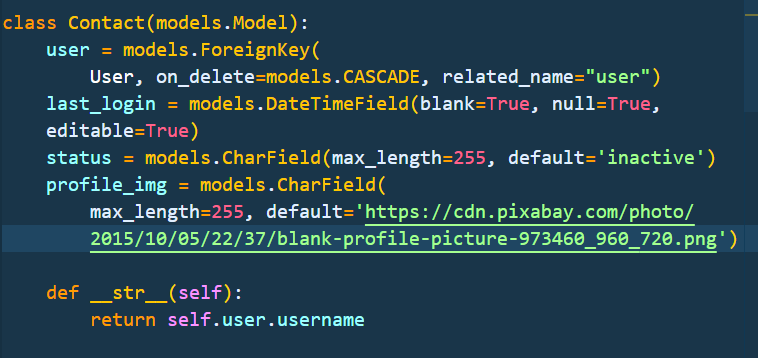 class Contact(models.Model):
    user = models.ForeignKey(
        User, on_delete=models.CASCADE, related_name="user")
    last_login = models.DateTimeField(blank=True, null=True,
    editable=True)
    status = models.CharField(max_length=255, default='inactive')
    profile_img = models.CharField(
        max_length=255, default='https://cdn.pixabay.com/photo/
        2015/10/05/22/37/blank-profile-picture-973460_960_720.png')
    def __str__(self):
        return self.user.username